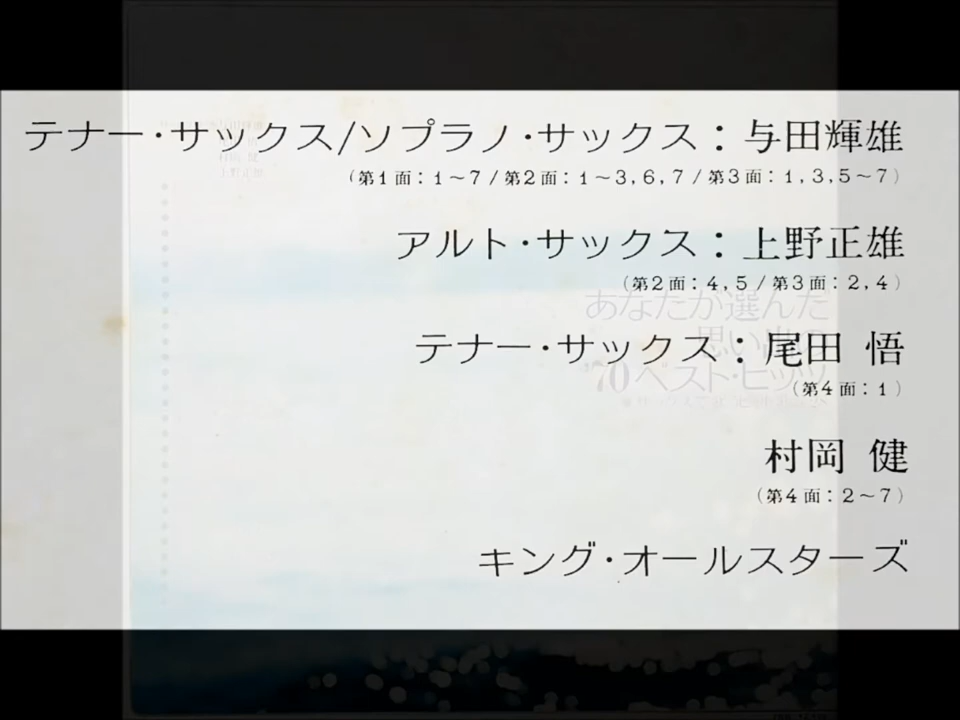 テナー・サックス/ソプラノ・サックス：与田輝雄
(第1面：1〜7/第2面：1〜3,6,7/第3面：1,3,5〜7)
アルト・サックス：上野正雄
(第2面：4,5/第3面：2,4)
あなたが選んだ
思い出の
テナー・サックス：尾田 悟
'70ベスト・ヒッツ
(第4面：1)
村岡 健
(第4面：2〜7)
キング・オールスターズ